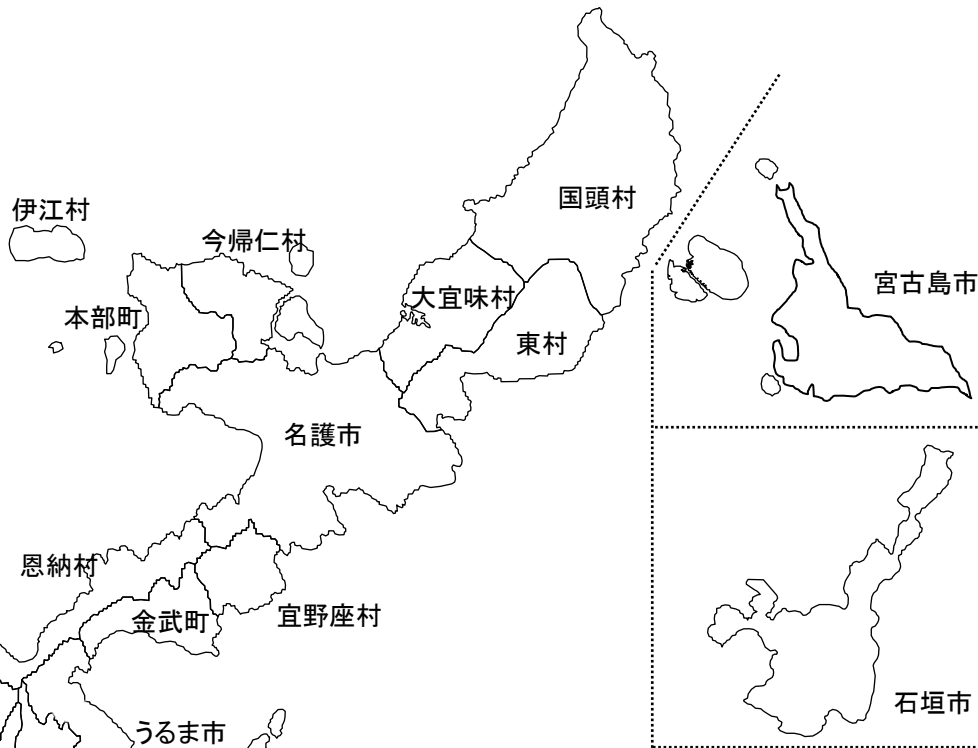 国頭村
伊江村
今帰仁村
宮古島市
大宜味村
本部町
東村
名護市
恩納村
金武町
宜野座村
石垣市
うるま市